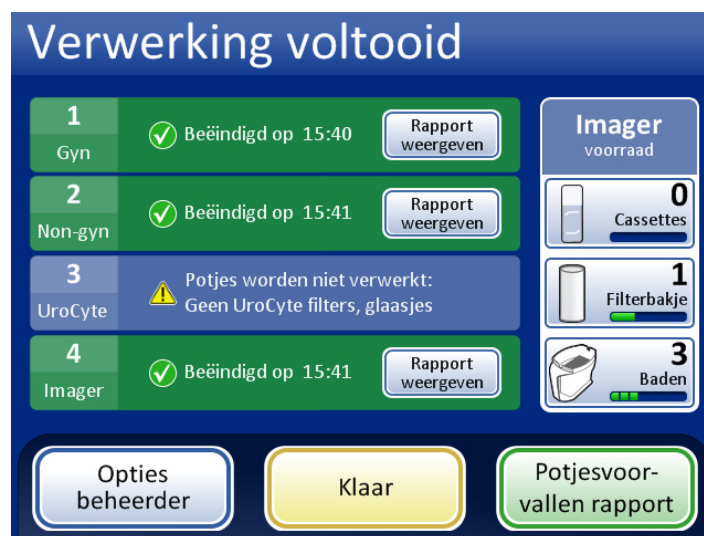 Verwerking voltooid
1
Gyn
Beëindigd op 15:40
Rapport
weergeven
2
Non-gyn
Beëindigd op 15:41
Rapport
weergeven
3
UroCyte
Potjes worden niet verwerkt:
Geen UroCyte filters, glaasjes
4
Imager
Beëindigd op 15:41
Rapport
weergeven
Imager
voorraad
0
Cassettes
1
Filterbakje
3
Baden
Opties
beheerder
Klaar
Potjesvoor-
vallen rapport